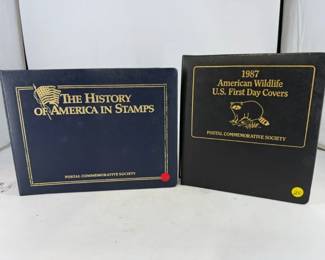 THE HISTORY
OF AMERICA IN STAMPS
POSTAL COMMEMORATIVE SOCIETY
1987
American Wildlife
U.S. First Day Covers
POSTAL COMMEMORATIVE SOCIETY